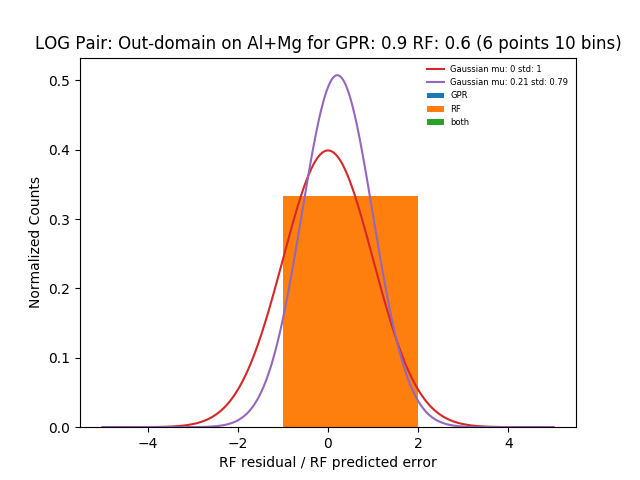 LOG Pair: Out-domain on Al+Mg for GPR: 0.9 RF: 0.6 (6 points 10 bins)
Gaussian mu: 0 std: 1
Gaussian mu: 0.21 std: 0.79
GPR
RF
both
Normalized Counts
0.5
0.4
0.3
0.2
0.1
0.0
−4 −2 0 2 4
RF residual / RF predicted error